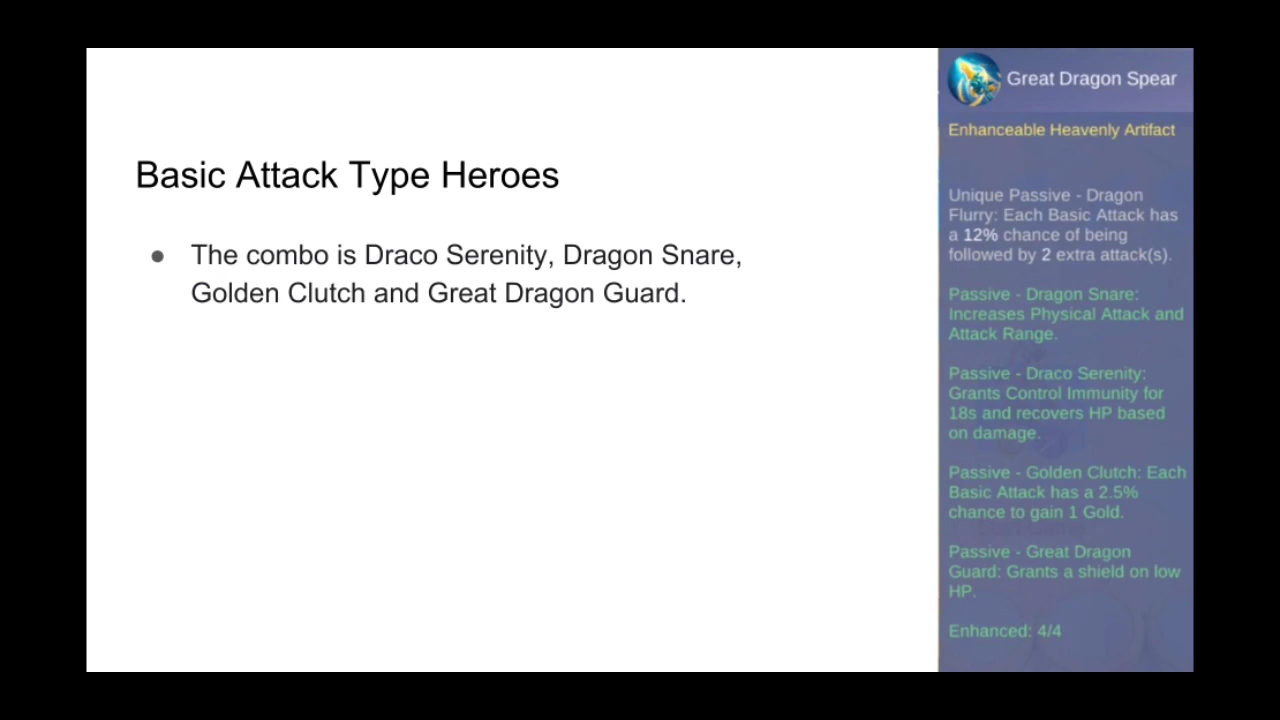 Basic Attack Type Heroes
● The combo is Draco Serenity, Dragon Snare,
Golden Clutch and Great Dragon Guard.
Great Dragon Spear
Enhanceable Heavenly Artifact
Unique Passive - Dragon
Flurry: Each Basic Attack has
a 12% chance of being
followed by 2 extra attack(s).
Passive - Dragon Snare:
Increases Physical Attack and
Attack Range.
Passive - Draco Serenity:
Grants Control Immunity for
18s and recovers HP based
on damage.
Passive - Golden Clutch: Each
Basic Attack has a 2.5%
chance to gain 1 Gold.
Passive - Great Dragon
Guard: Grants a shield on low
HP.
Enhanced: 4/4